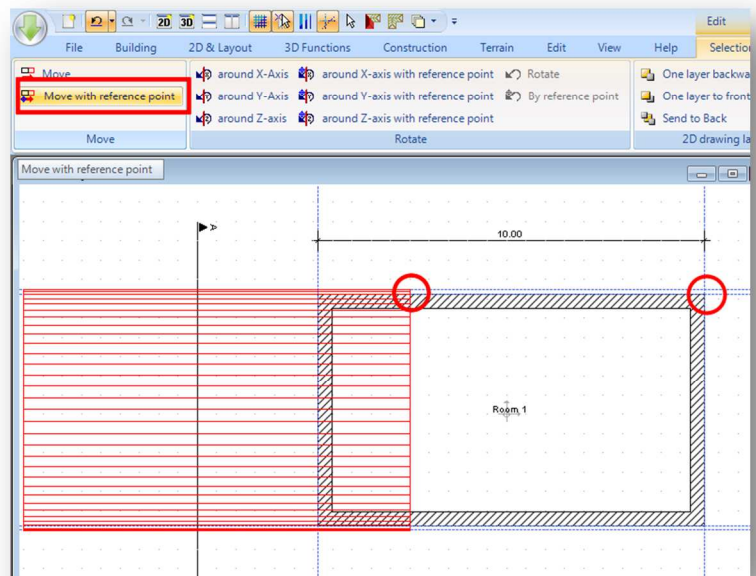 2D 3D Edit
File Building 2D & Layout 3D Functions Construction Terrain Edit View Help Selection
Move around X-Axis around X-axis with reference point Rotate One layer backwa
Move with reference point around Y-Axis around Y-axis with reference point By reference point One layer to front
around Z-axis around Z-axis with reference point Send to Back
Move Rotate 2D drawing la
Move with reference point
A
10.00
Room 1